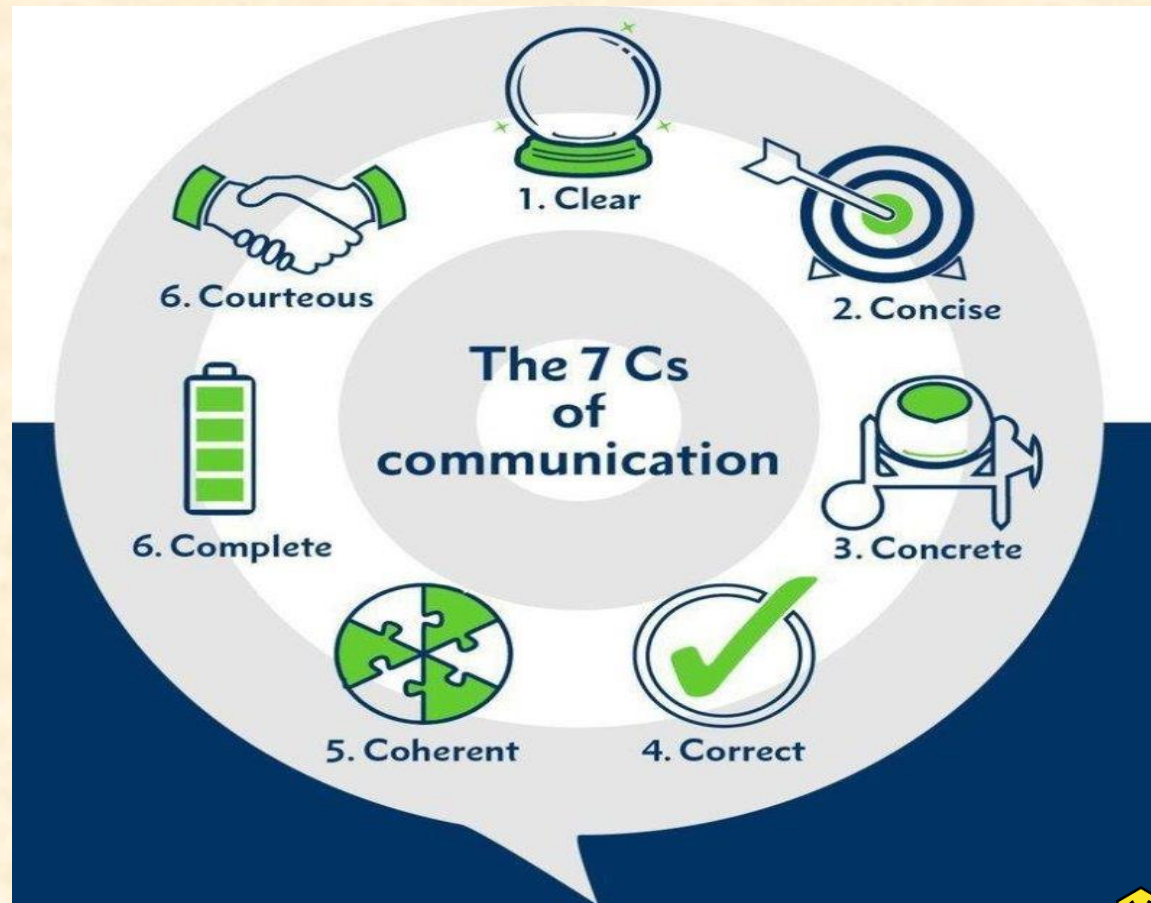 The 7 Cs
of
communication
1. Clear
2. Concise
3. Concrete
4. Correct
5. Coherent
6. Complete
6. Courteous